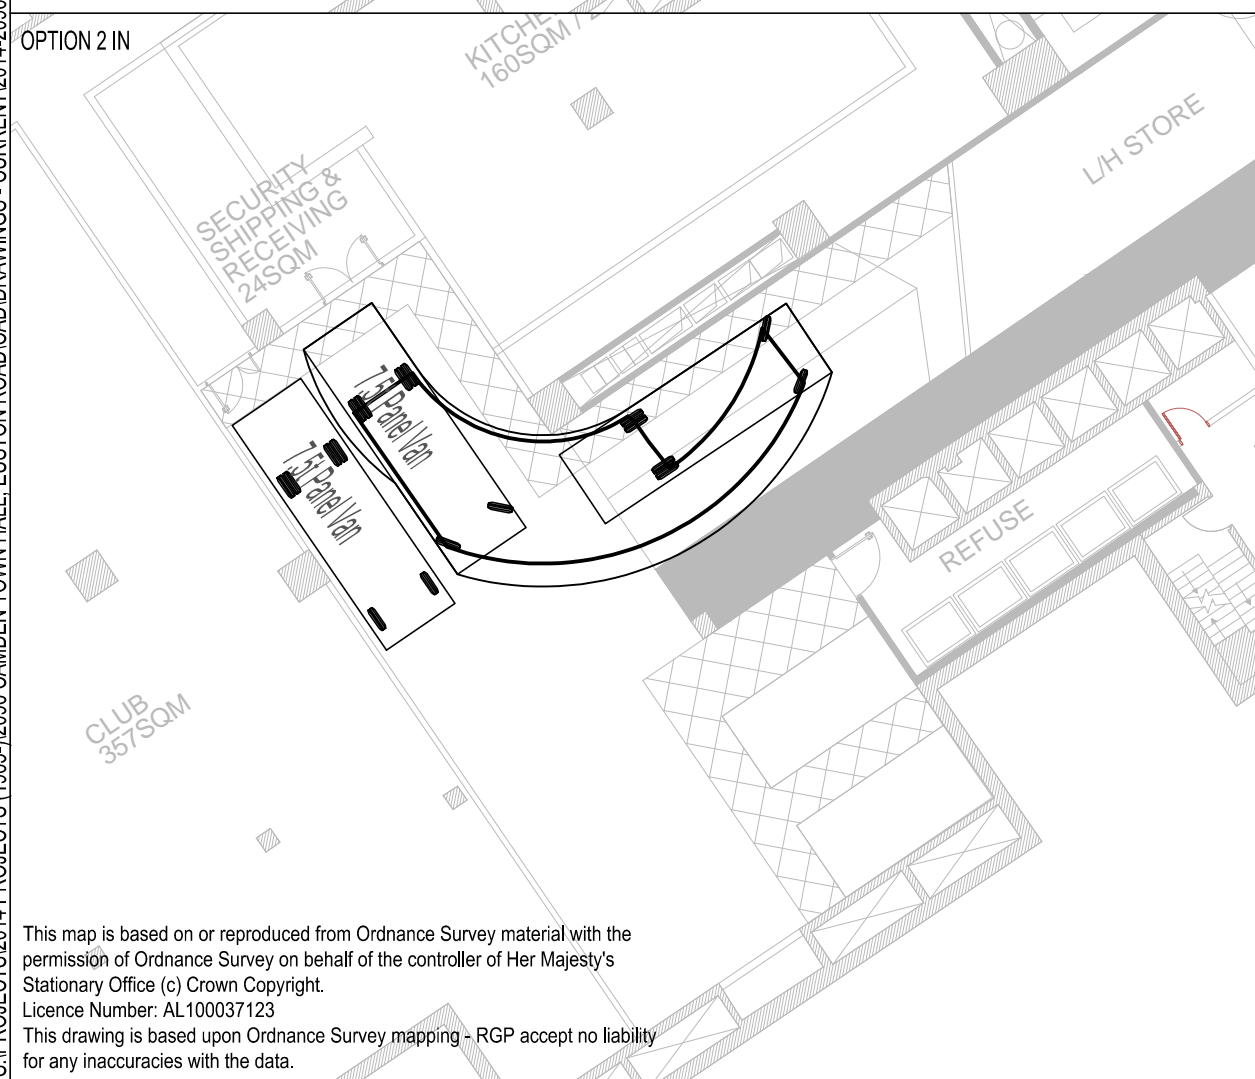 OPTION 2 IN
KITCHE
160SQM / 2
L/H STORE
SECURITY
SHIPPING &
RECEIVING
24SQM
7.5t Panel Van
7.5t Panel Van
REFUSE
CLUB
357SQM
This map is based on or reproduced from Ordnance Survey material with the
permission of Ordnance Survey on behalf of the controller of Her Majesty's
Stationary Office (c) Crown Copyright.
Licence Number: AL100037123
This drawing is based upon Ordnance Survey mapping - RGP accept no liability
for any inaccuracies with the data.